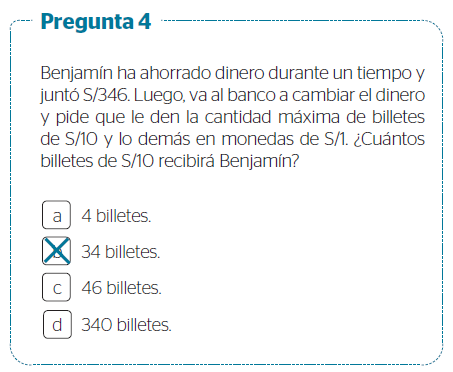 Pregunta 4
Benjamín ha ahorrado dinero durante un tiempo y
juntó S/346. Luego, va al banco a cambiar el dinero
y pide que le den la cantidad máxima de billetes
de S/10 y lo demás en monedas de S/1. ¿Cuántos
billetes de S/10 recibirá Benjamín?
a 4 billetes.
b 34 billetes.
c 46 billetes.
d 340 billetes.